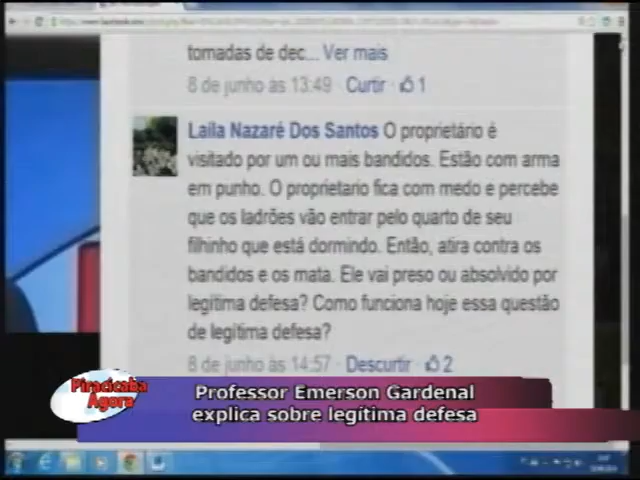 tomadas de dec... Ver mais
8 de junho às 13:49 · Curtir · 1
Laila Nazaré Dos Santos O proprietário é
visitado por um ou mais bandidos. Estão com arma
em punho. O proprietario fica com medo e percebe
que os ladrões vão entrar pelo quarto de seu
filhinho que está dormindo. Então, atira contra os
bandidos e os mata. Ele vai preso ou absolvido por
legítima defesa? Como funciona hoje essa questão
de legítima defesa?
8 de junho às 14:57 · Descurtir · 2
Piracicaba
Agora
Professor Emerson Gardenal
explica sobre legítima defesa